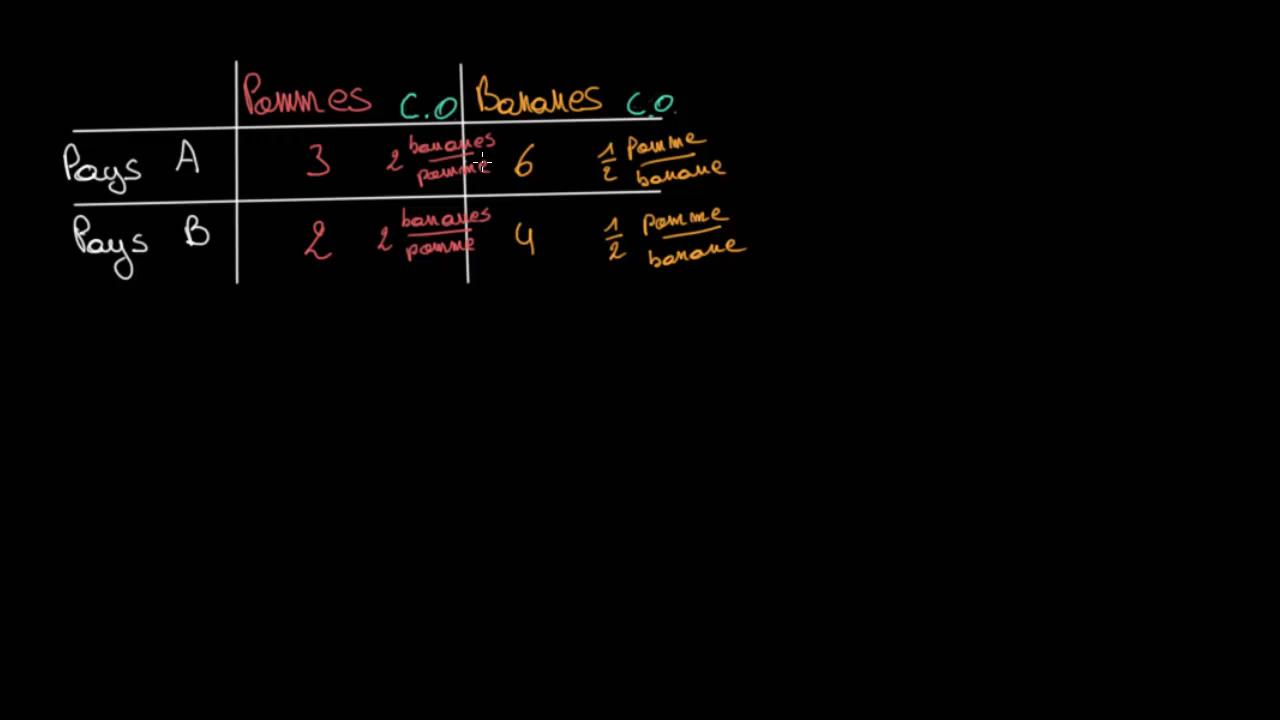 Pommes C.O Bananes C.O.
Pays A 3 2 bananes/pomme 6 1/2 Pomme/banane
Pays B 2 2 bananes/pomme 4 1/2 pomme/banane